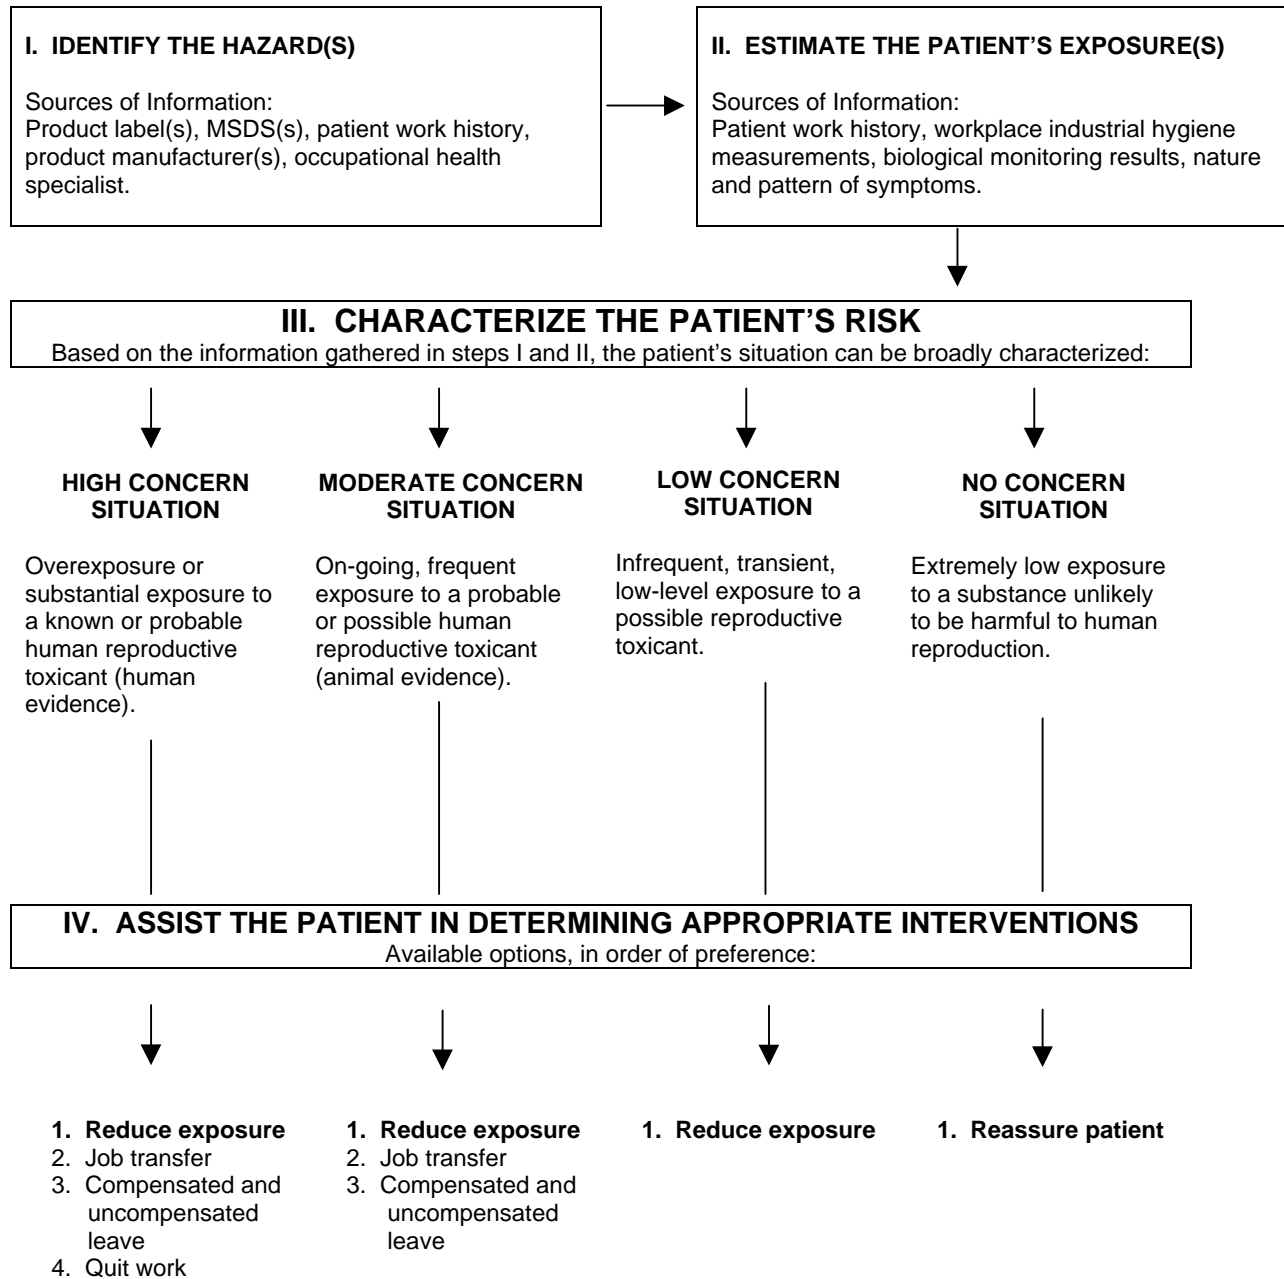 I. IDENTIFY THE HAZARD(S)
Sources of Information:
Product label(s), MSDS(s), patient work history,
product manufacturer(s), occupational health
specialist.
II. ESTIMATE THE PATIENT’S EXPOSURE(S)
Sources of Information:
Patient work history, workplace industrial hygiene
measurements, biological monitoring results, nature
and pattern of symptoms.
III. CHARACTERIZE THE PATIENT’S RISK
Based on the information gathered in steps I and II, the patient’s situation can be broadly characterized:
HIGH CONCERN
SITUATION
Overexposure or
substantial exposure to
a known or probable
human reproductive
toxicant (human
evidence).
MODERATE CONCERN
SITUATION
On-going, frequent
exposure to a probable
or possible human
reproductive toxicant
(animal evidence).
LOW CONCERN
SITUATION
Infrequent, transient,
low-level exposure to a
possible reproductive
toxicant.
NO CONCERN
SITUATION
Extremely low exposure
to a substance unlikely
to be harmful to human
reproduction.
IV. ASSIST THE PATIENT IN DETERMINING APPROPRIATE INTERVENTIONS
Available options, in order of preference:
1. Reduce exposure
2. Job transfer
3. Compensated and
uncompensated
leave
4. Quit work
1. Reduce exposure
2. Job transfer
3. Compensated and
uncompensated
leave
1. Reduce exposure
1. Reassure patient